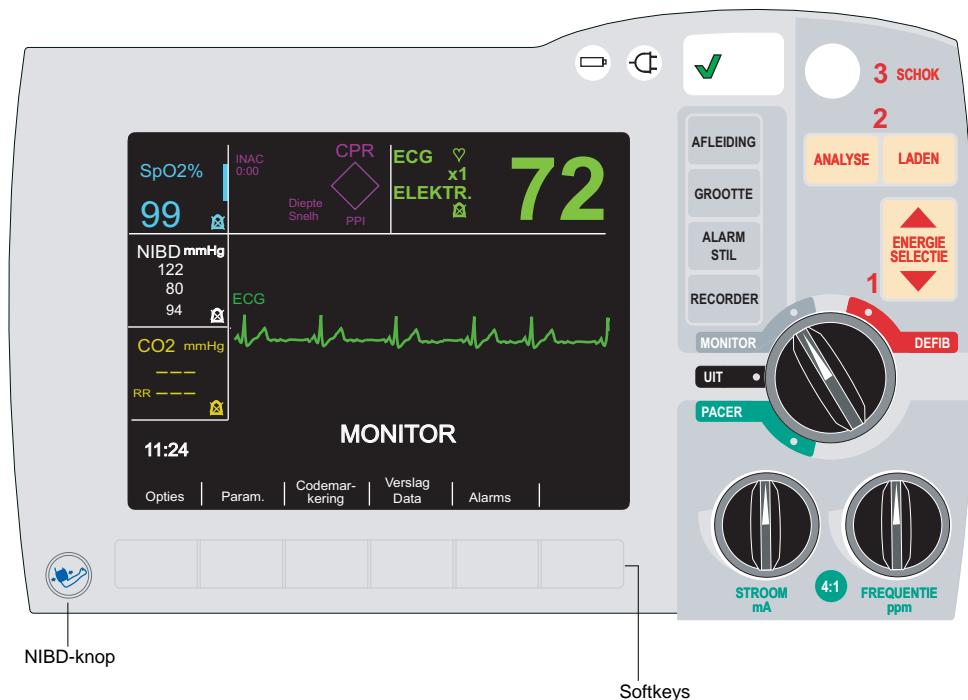 3 SCHOK
2
ANALYSE LADEN
ENERGIE
SELECTIE
1
AFLEIDING
GROOTTE
ALARM
STIL
RECORDER
MONITOR
DEFIB
UIT
PACER
STROOM
mA
4:1
FREQUENTIE
ppm
SpO2%
99
INAC
0:00
CPR
Diepte
Snelh
PPI
ECG
x1
ELEKTR.
72
NIBD mmHg
122
80
94
ECG
CO2 mmHg
---
RR ---
11:24
MONITOR
Opties
Param.
Codemar-
kering
Verslag
Data
Alarms
NIBD-knop
Softkeys